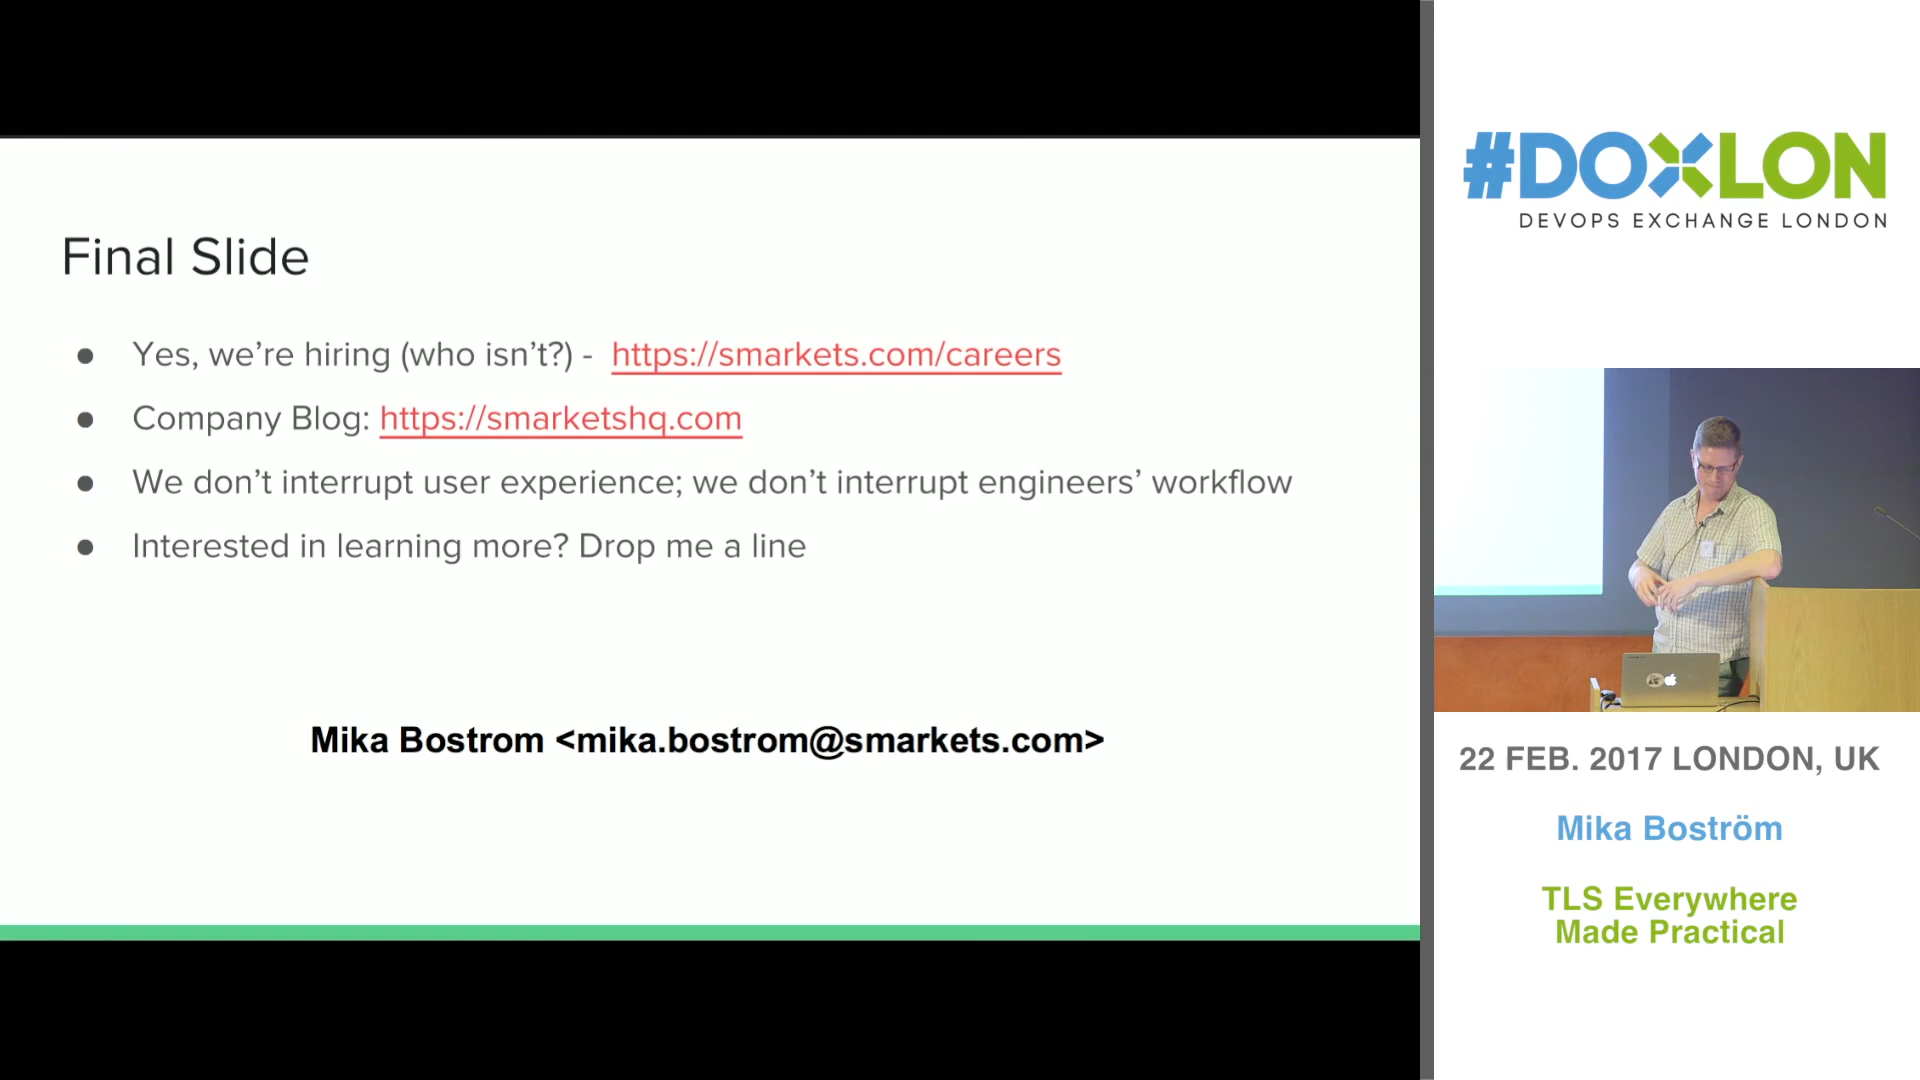 Final Slide
● Yes, we’re hiring (who isn’t?) - https://smarkets.com/careers
● Company Blog: https://smarketshq.com
● We don’t interrupt user experience; we don’t interrupt engineers’ workflow
● Interested in learning more? Drop me a line
Mika Bostrom <mika.bostrom@smarkets.com>
#DOXLON
DEVOPS EXCHANGE LONDON
22 FEB. 2017 LONDON, UK
Mika Boström
TLS Everywhere
Made Practical